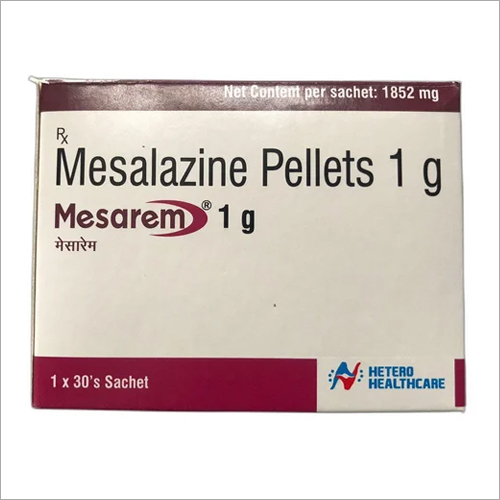 Net Content per sachet: 1852 mg
Rx
Mesalazine Pellets 1 g
Mesarem® 1 g
मेसारेम
1 x 30's Sachet
HETERO
HEALTHCARE